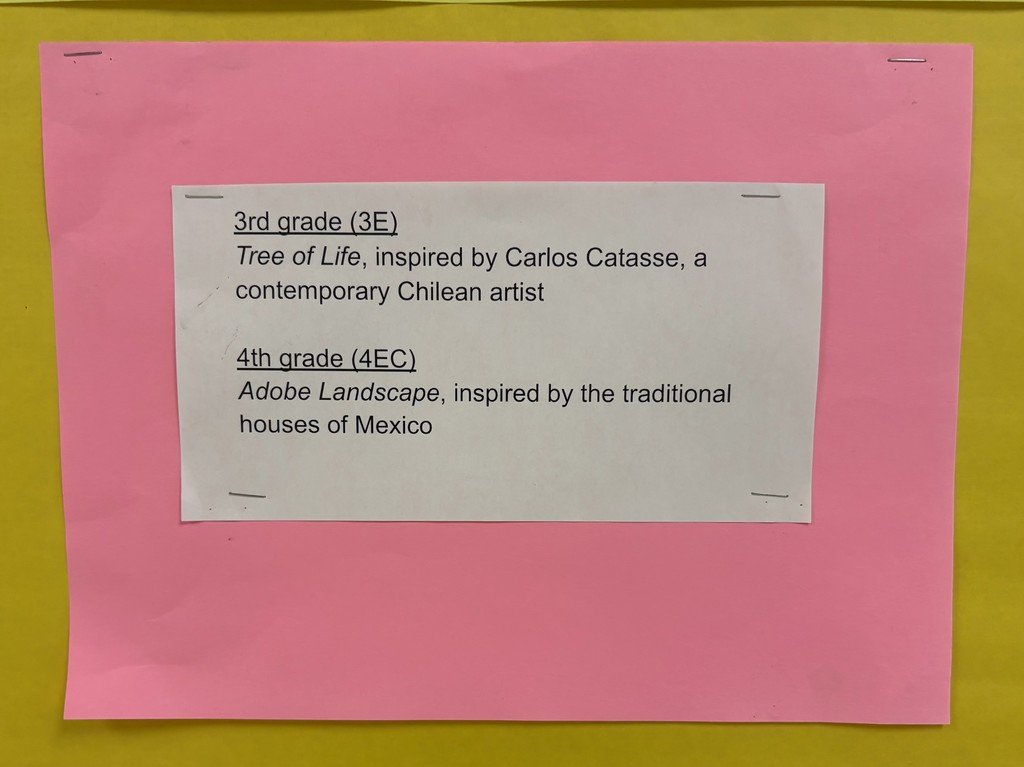 3rd grade (3E)
Tree of Life, inspired by Carlos Catasse, a
contemporary Chilean artist
4th grade (4EC)
Adobe Landscape, inspired by the traditional
houses of Mexico